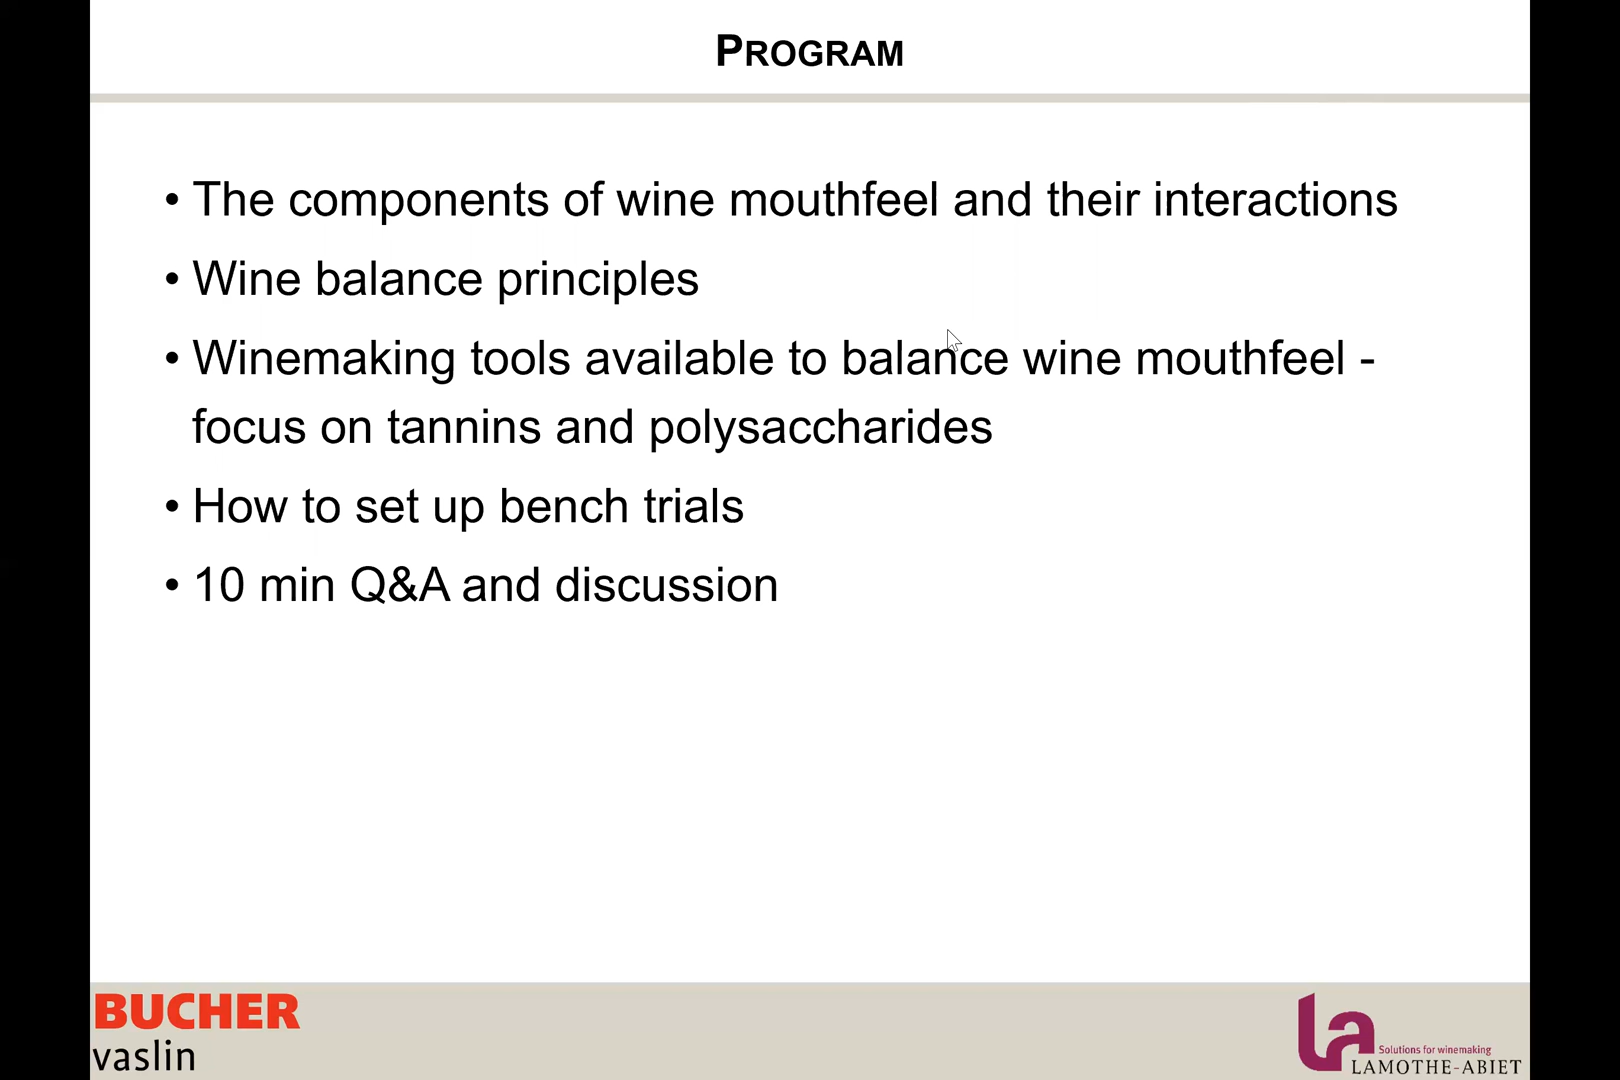 PROGRAM
• The components of wine mouthfeel and their interactions
• Wine balance principles
• Winemaking tools available to balance wine mouthfeel -
focus on tannins and polysaccharides
• How to set up bench trials
• 10 min Q&A and discussion
BUCHER
vaslin
la
Solutions for winemaking
LAMOTHE-ABIET